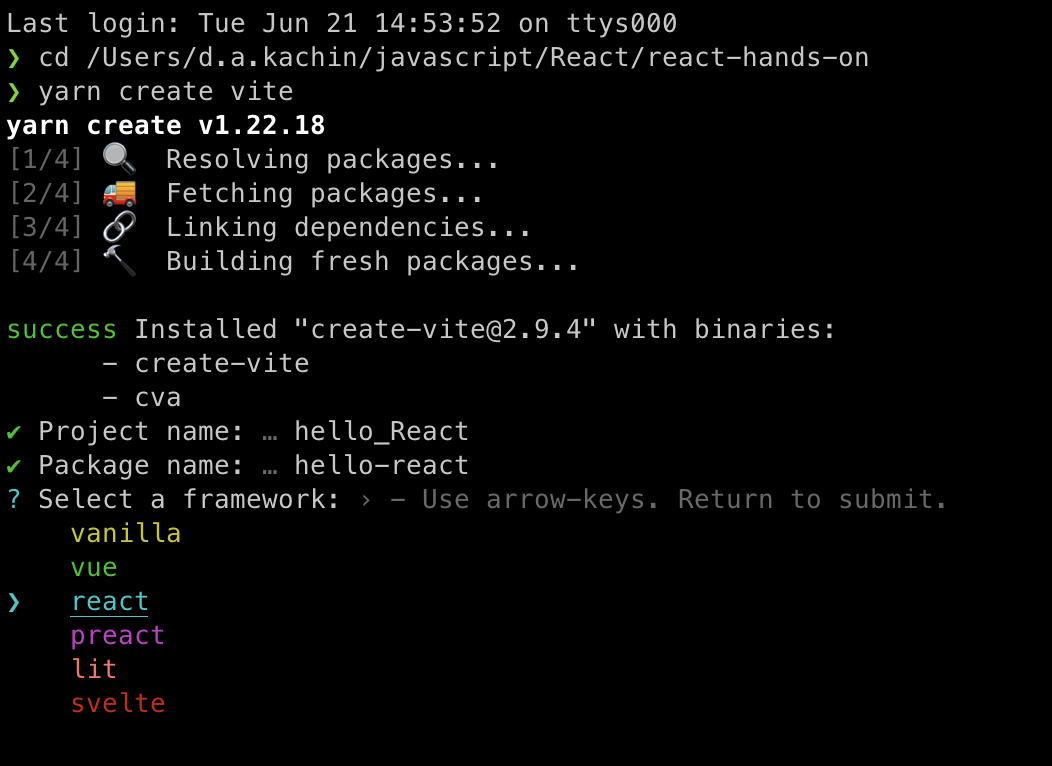 Last login: Tue Jun 21 14:53:52 on ttys000
❯ cd /Users/d.a.kachin/javascript/React/react-hands-on
❯ yarn create vite
yarn create v1.22.18
[1/4] 🔍  Resolving packages...
[2/4] 🚚  Fetching packages...
[3/4] 🔗  Linking dependencies...
[4/4] 🔨  Building fresh packages...
success Installed "create-vite@2.9.4" with binaries:
      - create-vite
      - cva
✔ Project name: … hello_React
✔ Package name: … hello-react
? Select a framework: › - Use arrow-keys. Return to submit.
    vanilla
    vue
❯   react
    preact
    lit
    svelte